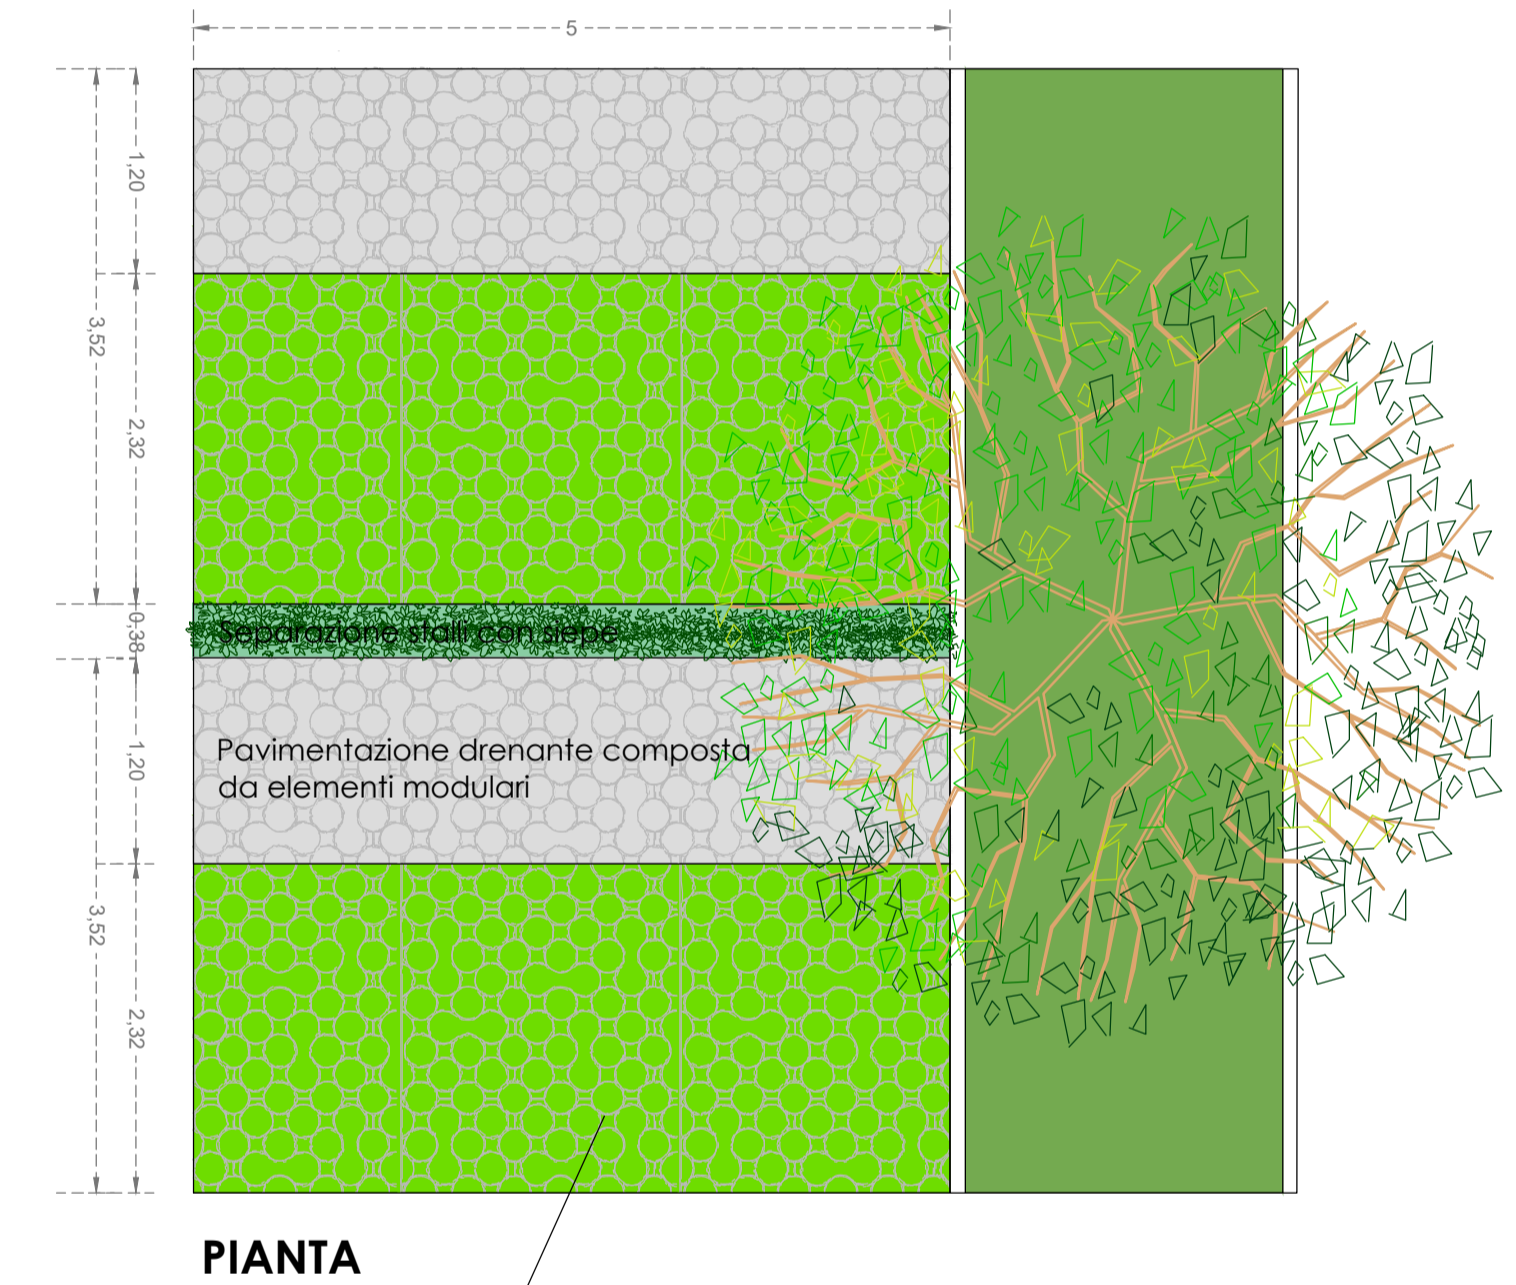 5
1,20
3,52
2,32
0,38
Separazione stalli con siepe
Pavimentazione drenante composta
da elementi modulari
1,20
3,52
2,32
PIANTA